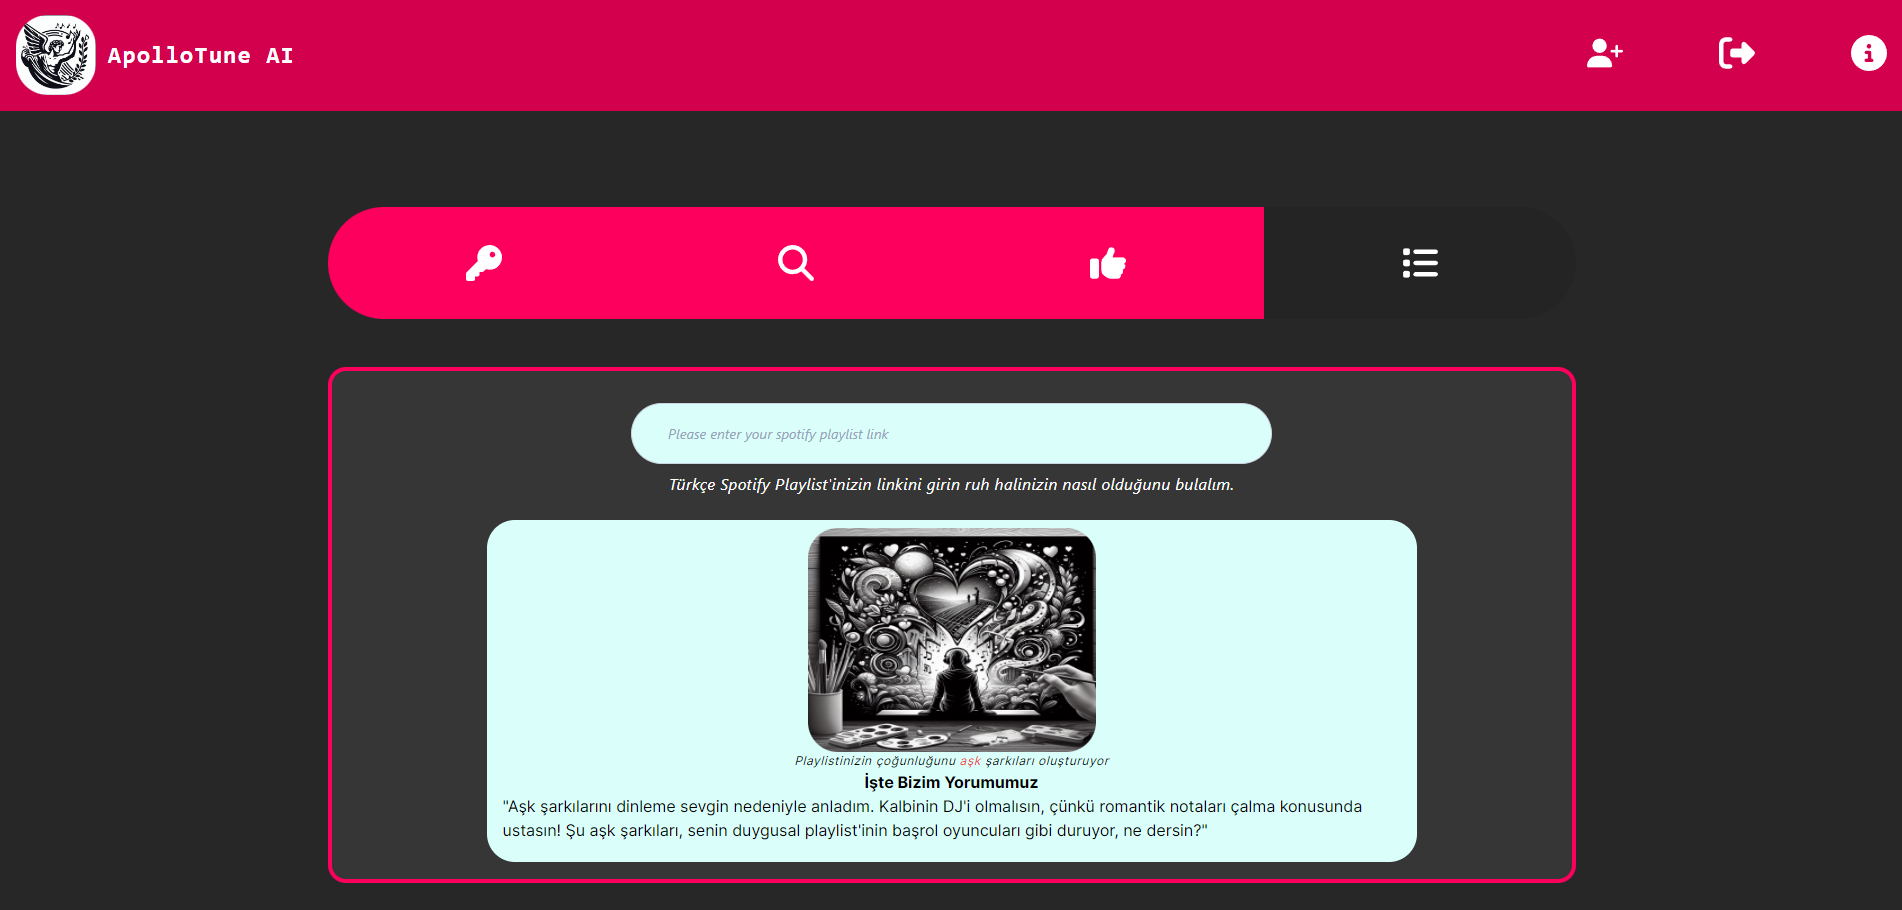 ApolloTune AI
Please enter your spotify playlist link
Türkçe Spotify Playlist'inizin linkini girin ruh halinizin nasıl olduğunu bulalım.
Playlistinizin çoğunluğunu aşk şarkıları oluşturuyor
İşte Bizim Yorumumuz
"Aşk şarkılarını dinleme sevgin nedeniyle anladım. Kalbinin DJ'i olmalısın, çünkü romantik notaları çalma konusunda
ustasın! Şu aşk şarkıları, senin duygusal playlist'inin başrol oyuncuları gibi duruyor, ne dersin?"